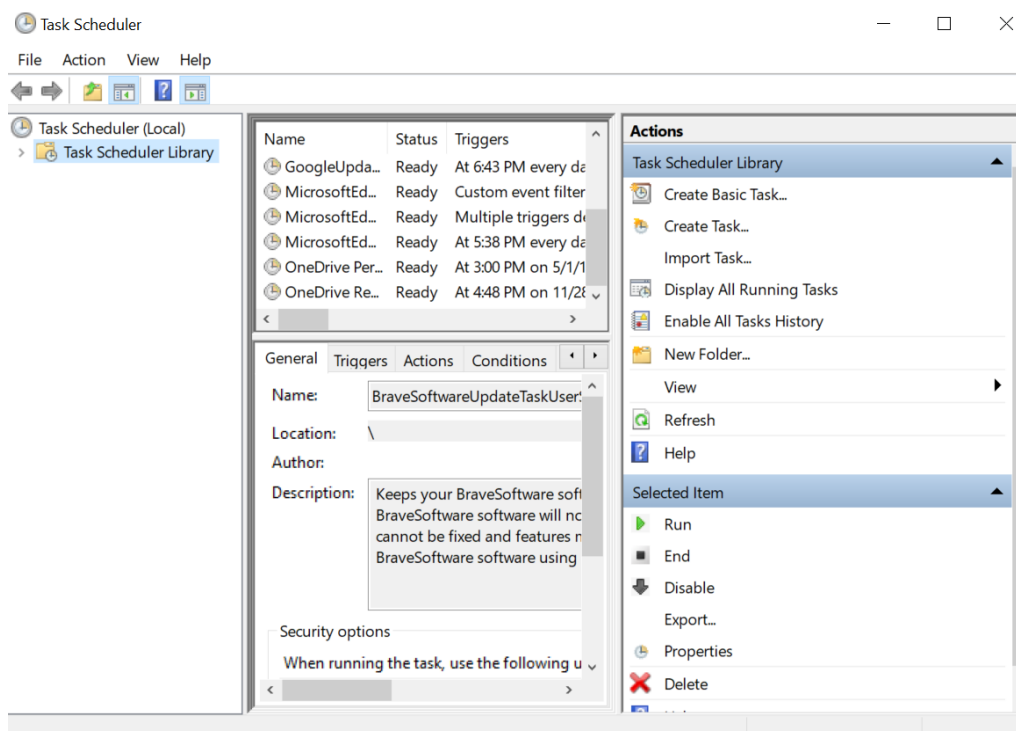 Task Scheduler
File Action View Help
Task Scheduler (Local)
Task Scheduler Library
Name Status Triggers
GoogleUpda... Ready At 6:43 PM every da
MicrosoftEd... Ready Custom event filter
MicrosoftEd... Ready Multiple triggers de
MicrosoftEd... Ready At 5:38 PM every da
OneDrive Per... Ready At 3:00 PM on 5/1/1
OneDrive Re... Ready At 4:48 PM on 11/28
General Triggers Actions Conditions
Name: BraveSoftwareUpdateTaskUserS
Location: \
Author:
Description: Keeps your BraveSoftware soft
BraveSoftware software will no
cannot be fixed and features m
BraveSoftware software using
Security options
When running the task, use the following u
Actions
Task Scheduler Library
Create Basic Task...
Create Task...
Import Task...
Display All Running Tasks
Enable All Tasks History
New Folder...
View
Refresh
Help
Selected Item
Run
End
Disable
Export...
Properties
Delete